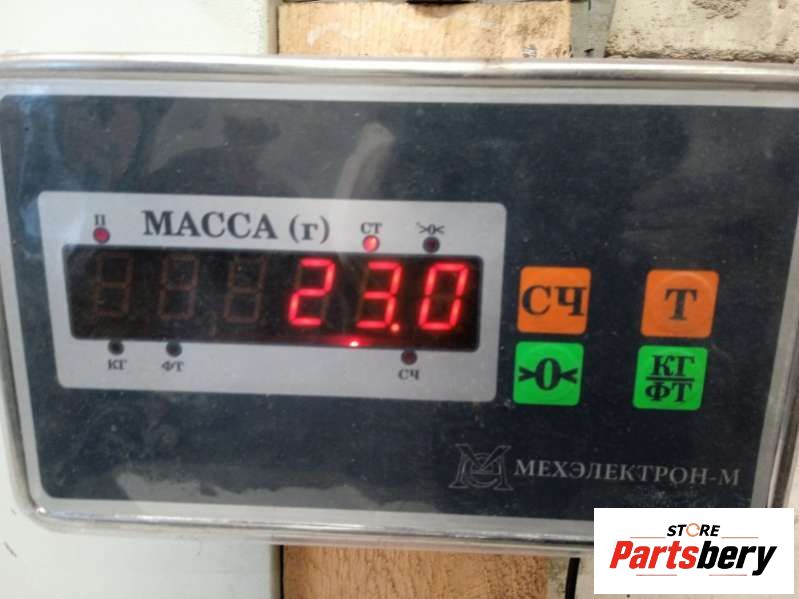 П
МАССА (г)
СТ
>0<
23.0
КГ
ФТ
СЧ
СЧ
Т
>0<
КГ
ФТ
МЕХЭЛЕКТРОН-М
STORE
Partsbery